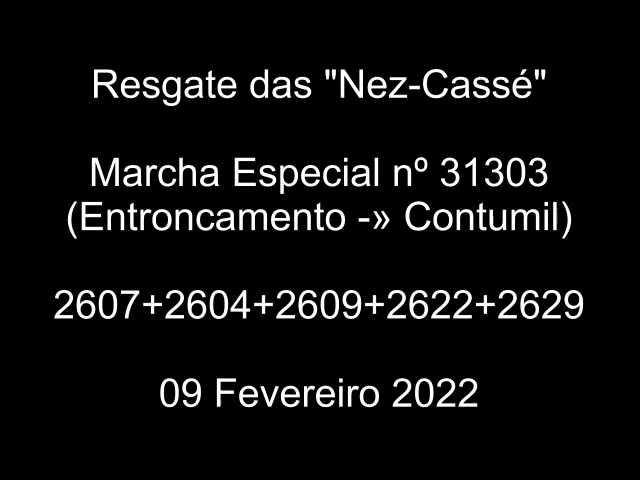 Resgate das "Nez-Cassé"
Marcha Especial nº 31303
(Entroncamento -» Contumil)
2607+2604+2609+2622+2629
09 Fevereiro 2022